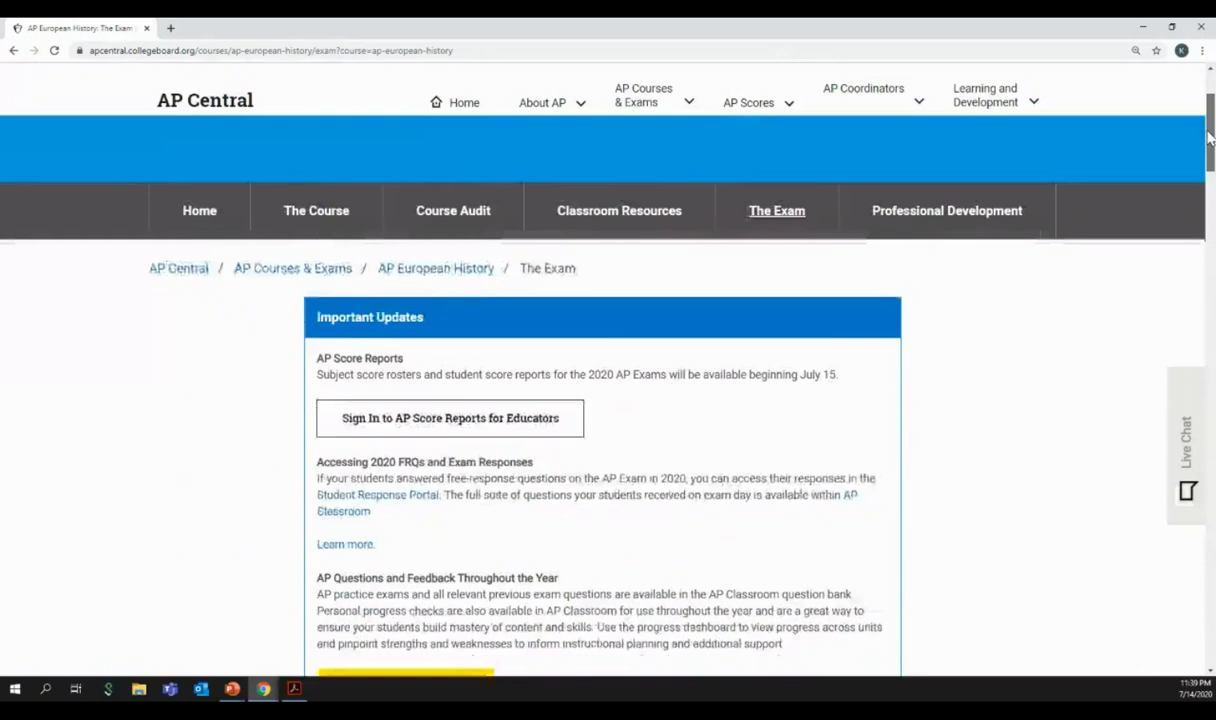 AP European History: The Exam
apcentral.collegeboard.org/courses/ap-european-history/exam?course=ap-european-history
K
AP Central
Home
About AP
AP Courses
& Exams
AP Scores
AP Coordinators
Learning and
Development
Home
The Course
Course Audit
Classroom Resources
The Exam
Professional Development
AP Central / AP Courses & Exams / AP European History / The Exam
Important Updates
AP Score Reports
Subject score rosters and student score reports for the 2020 AP Exams will be available beginning July 15.
Sign In to AP Score Reports for Educators
Accessing 2020 FRQs and Exam Responses
If your students answered free-response questions on the AP Exam in 2020, you can access their responses in the
Student Response Portal. The full suite of questions your students received on exam day is available within AP
Classroom
Learn more.
AP Questions and Feedback Throughout the Year
AP practice exams and all relevant previous exam questions are available in the AP Classroom question bank
Personal progress checks are also available in AP Classroom for use throughout the year and are a great way to
ensure your students build mastery of content and skills. Use the progress dashboard to view progress across units
and pinpoint strengths and weaknesses to inform instructional planning and additional support
Live Chat
11:39 PM
7/14/2020